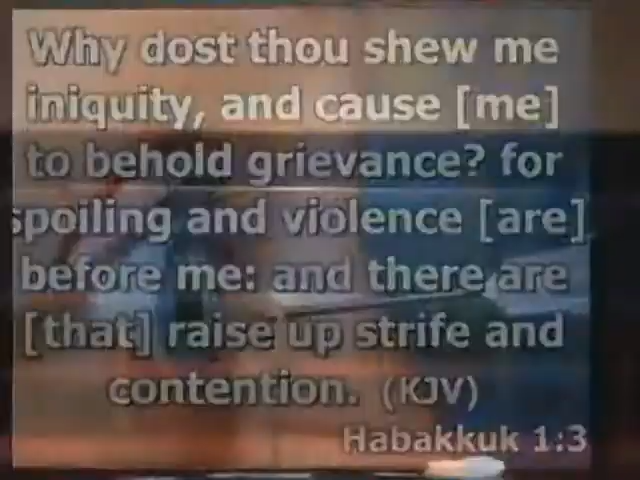 Why dost thou shew me
iniquity, and cause [me]
to behold grievance? for
spoiling and violence [are]
before me: and there are
[that] raise up strife and
contention. (KJV)
Habakkuk 1:3